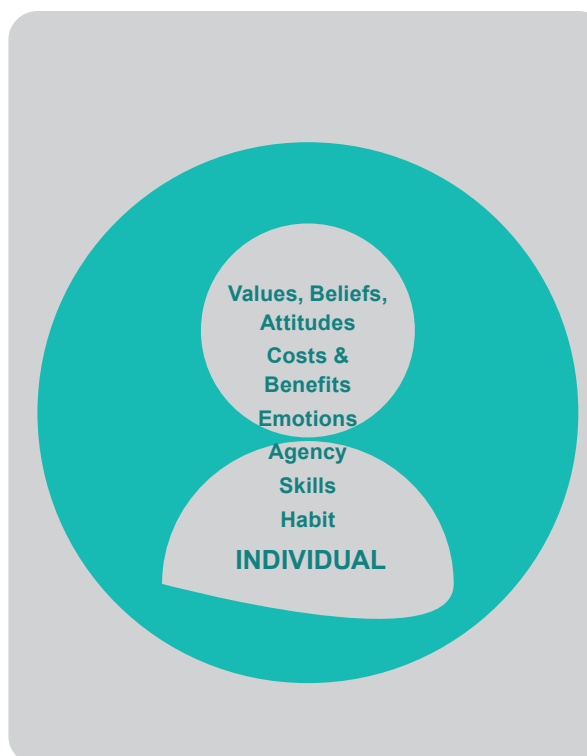 Values, Beliefs,
Attitudes
Costs &
Benefits
Emotions
Agency
Skills
Habit
INDIVIDUAL